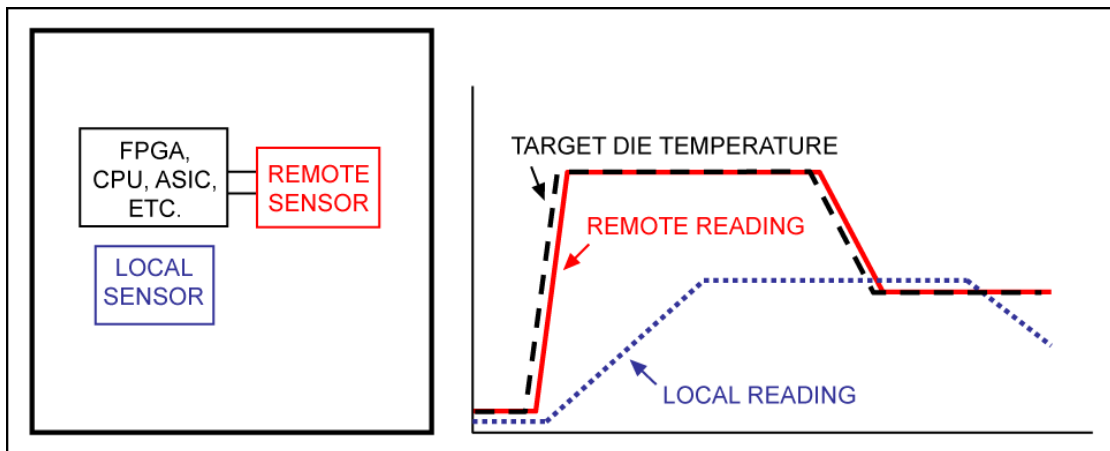 FPGA,
CPU, ASIC,
ETC.
REMOTE
SENSOR
LOCAL
SENSOR
TARGET DIE TEMPERATURE
REMOTE READING
LOCAL READING